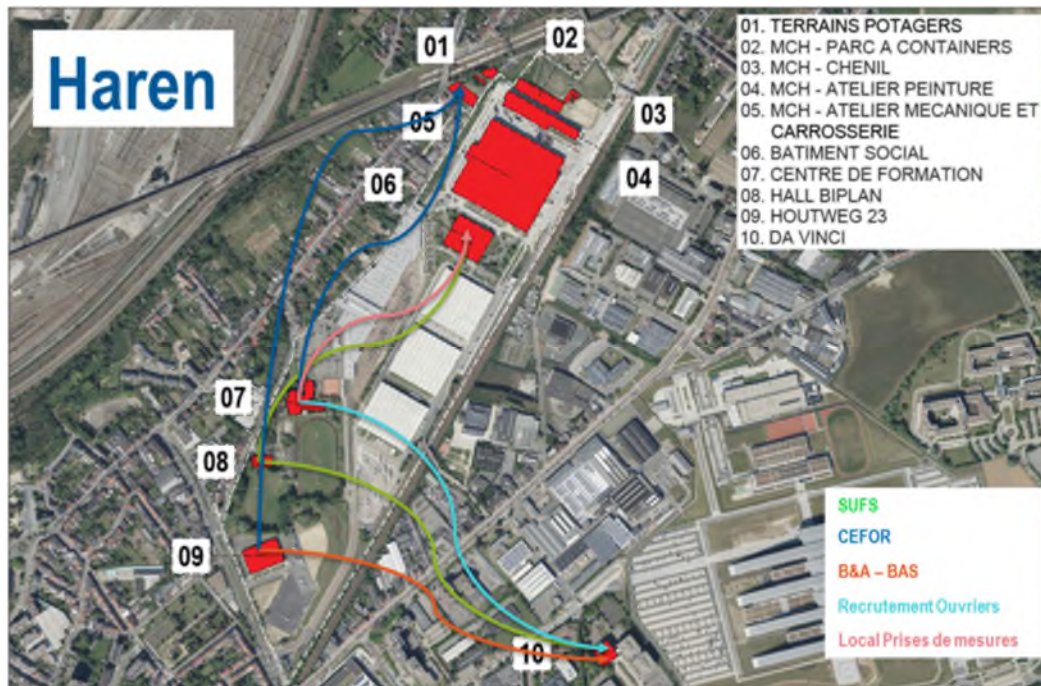 Haren
01
02
03
04
05
06
07
08
09
10
01. TERRAINS POTAGERS
02. MCH - PARC A CONTAINERS
03. MCH - CHENIL
04. MCH - ATELIER PEINTURE
05. MCH - ATELIER MECANIQUE ET
CARROSSERIE
06. BATIMENT SOCIAL
07. CENTRE DE FORMATION
08. HALL BIPLAN
09. HOUTWEG 23
10. DA VINCI
SUFS
CEFOR
B&A – BAS
Recrutement Ouvriers
Local Prises de mesures